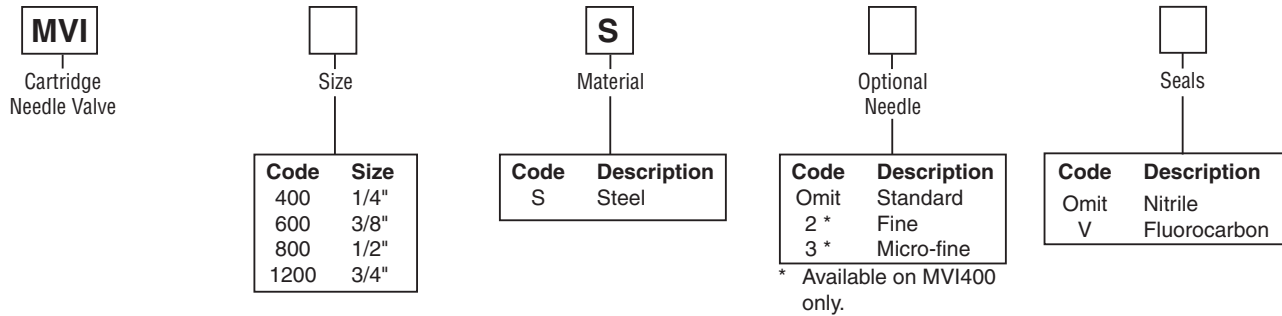 MVI
Cartridge
Needle Valve
Size
Code Size
400 1/4"
600 3/8"
800 1/2"
1200 3/4"
S
Material
Code Description
S Steel
Optional
Needle
Code Description
Omit Standard
2 * Fine
3 * Micro-fine
* Available on MVI400
only.
Seals
Code Description
Omit Nitrile
V Fluorocarbon